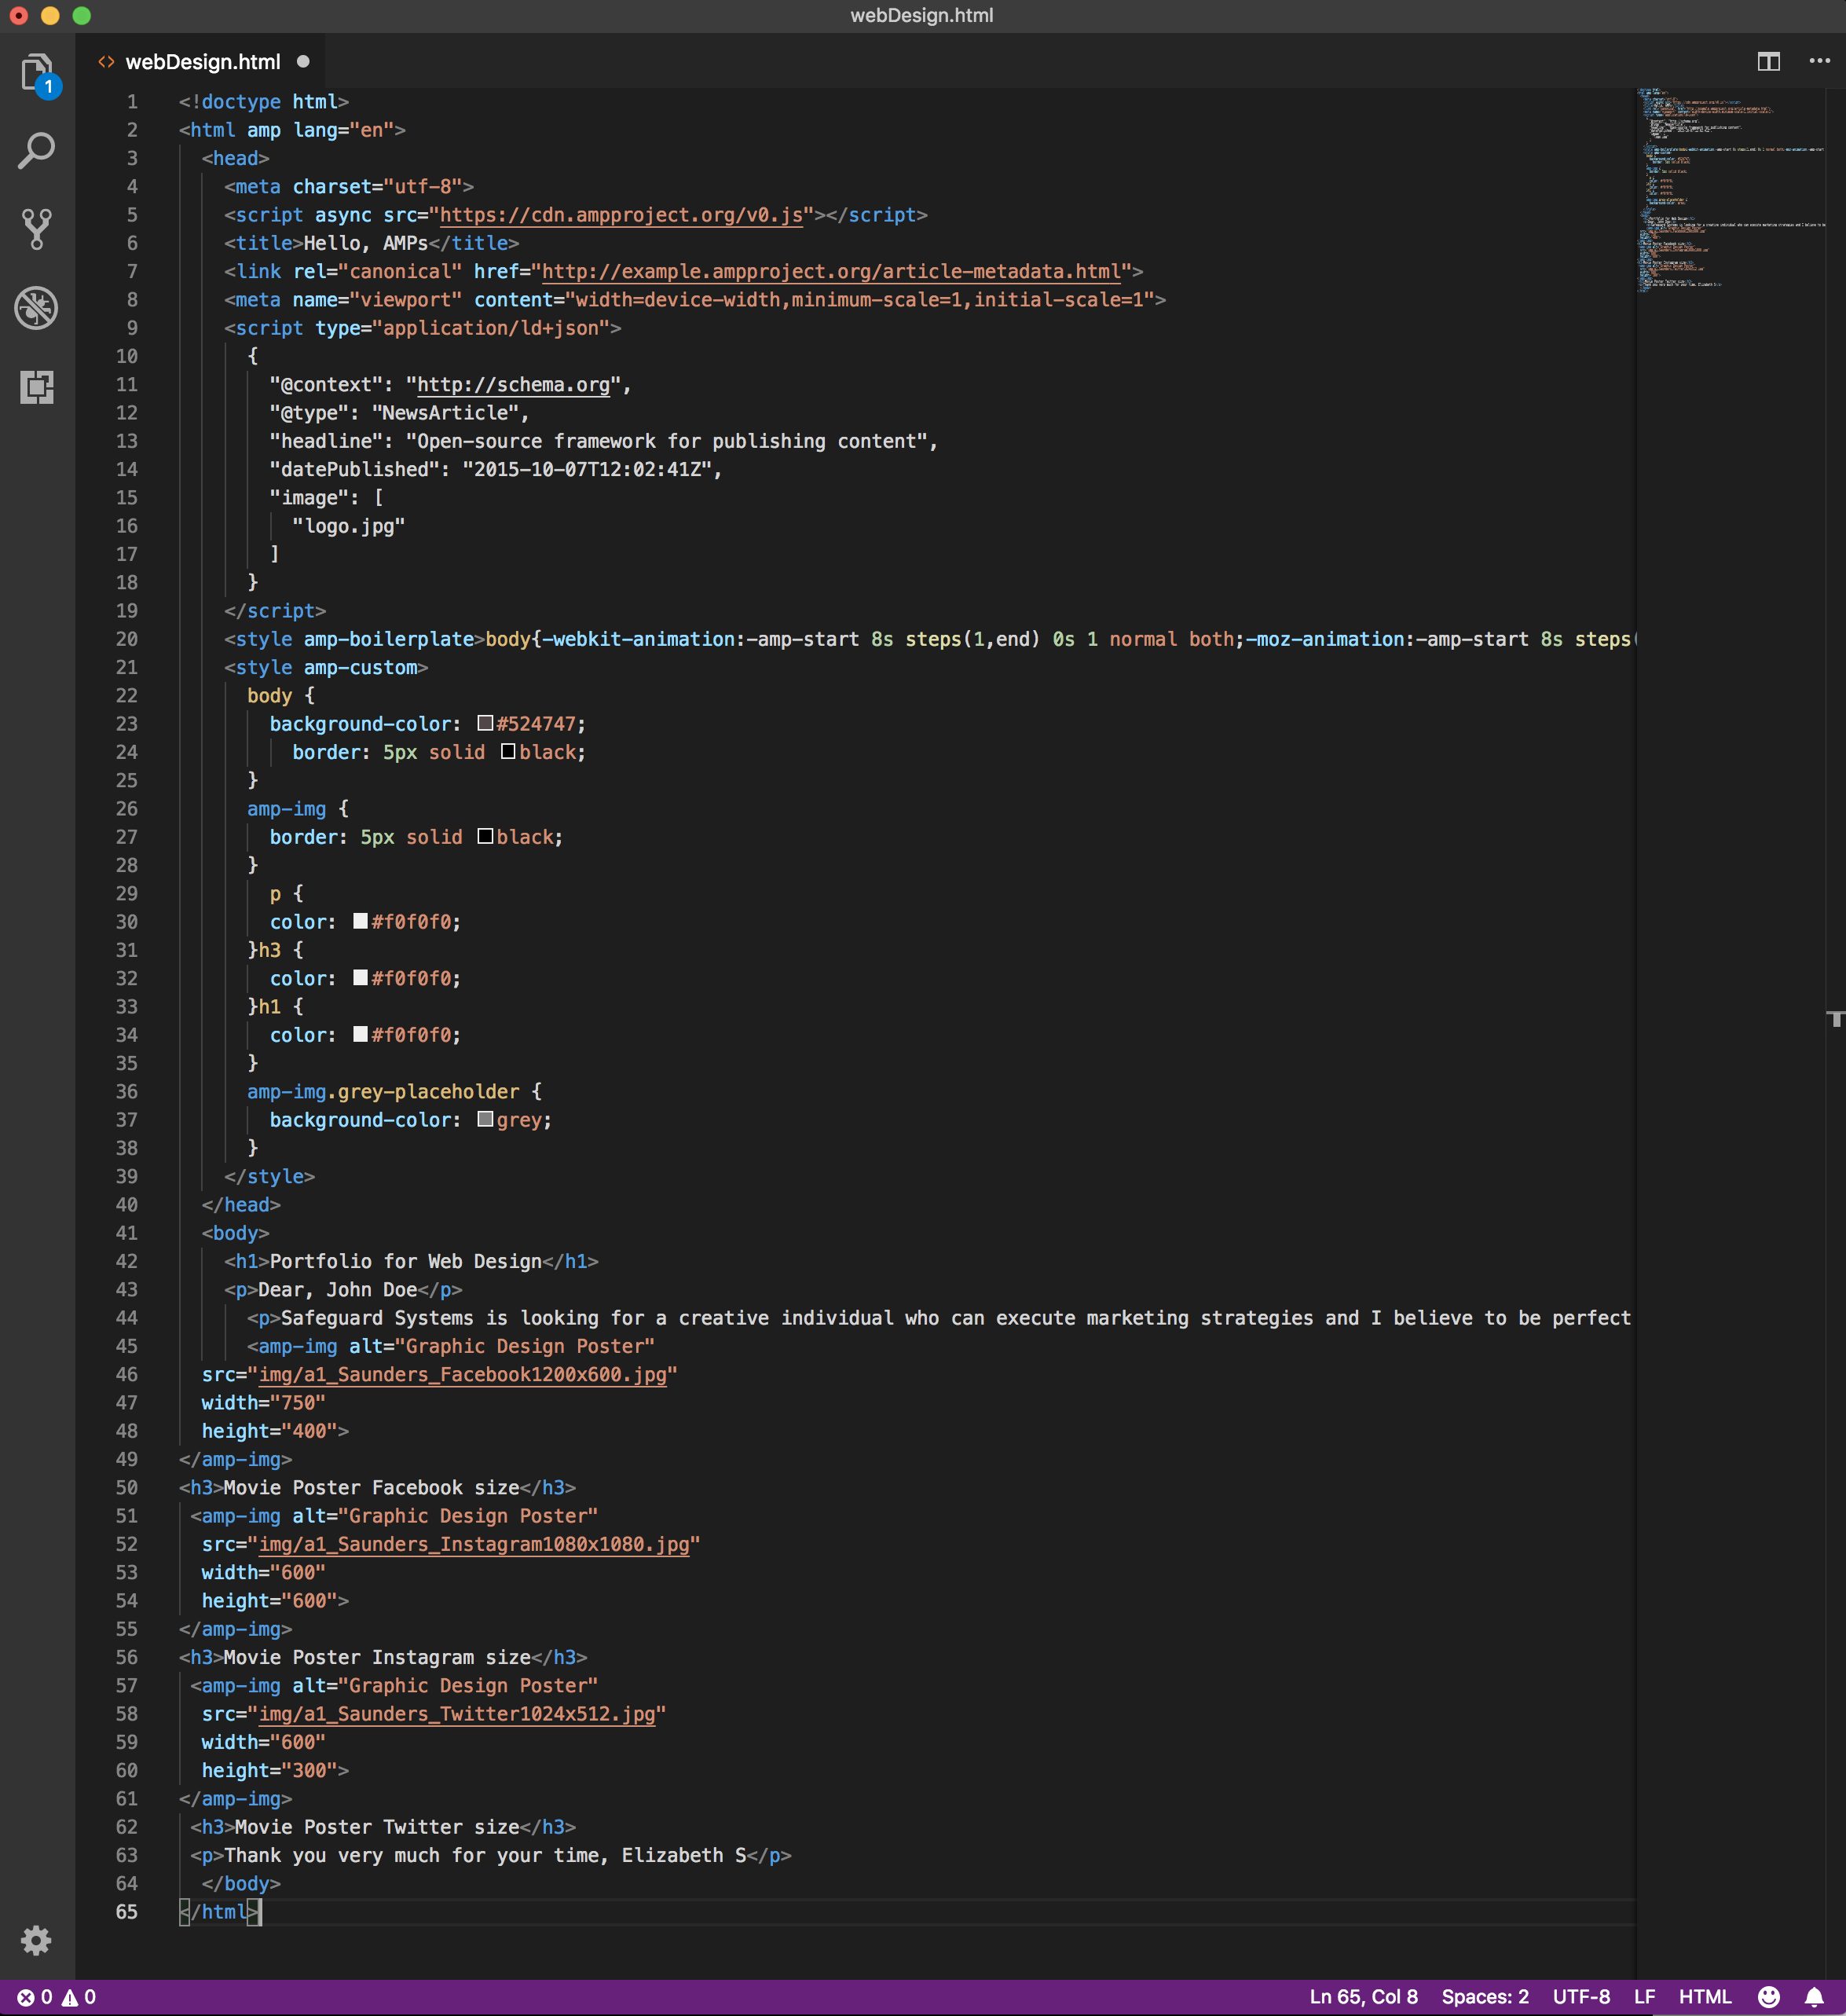 webDesign.html
webDesign.html
1
1 <!doctype html>
2 <html amp lang="en">
3 <head>
4 <meta charset="utf-8">
5 <script async src="https://cdn.ampproject.org/v0.js"></script>
6 <title>Hello, AMPs</title>
7 <link rel="canonical" href="http://example.ampproject.org/article-metadata.html">
8 <meta name="viewport" content="width=device-width,minimum-scale=1,initial-scale=1">
9 <script type="application/ld+json">
10 {
11 "@context": "http://schema.org",
12 "@type": "NewsArticle",
13 "headline": "Open-source framework for publishing content",
14 "datePublished": "2015-10-07T12:02:41Z",
15 "image": [
16 "logo.jpg"
17 ]
18 }
19 </script>
20 <style amp-boilerplate>body{-webkit-animation:-amp-start 8s steps(1,end) 0s 1 normal both;-moz-animation:-amp-start 8s steps(
21 <style amp-custom>
22 body {
23 background-color: #524747;
24 border: 5px solid black;
25 }
26 amp-img {
27 border: 5px solid black;
28 }
29 p {
30 color: #f0f0f0;
31 }h3 {
32 color: #f0f0f0;
33 }h1 {
34 color: #f0f0f0;
35 }
36 amp-img.grey-placeholder {
37 background-color: grey;
38 }
39 </style>
40 </head>
41 <body>
42 <h1>Portfolio for Web Design</h1>
43 <p>Dear, John Doe</p>
44 <p>Safeguard Systems is looking for a creative individual who can execute marketing strategies and I believe to be perfect
45 <amp-img alt="Graphic Design Poster"
46 src="img/a1_Saunders_Facebook1200x600.jpg"
47 width="750"
48 height="400">
49 </amp-img>
50 <h3>Movie Poster Facebook size</h3>
51 <amp-img alt="Graphic Design Poster"
52 src="img/a1_Saunders_Instagram1080x1080.jpg"
53 width="600"
54 height="600">
55 </amp-img>
56 <h3>Movie Poster Instagram size</h3>
57 <amp-img alt="Graphic Design Poster"
58 src="img/a1_Saunders_Twitter1024x512.jpg"
59 width="600"
60 height="300">
61 </amp-img>
62 <h3>Movie Poster Twitter size</h3>
63 <p>Thank you very much for your time, Elizabeth S</p>
64 </body>
65 </html>
0 0 Ln 65, Col 8 Spaces: 2 UTF-8 LF HTML